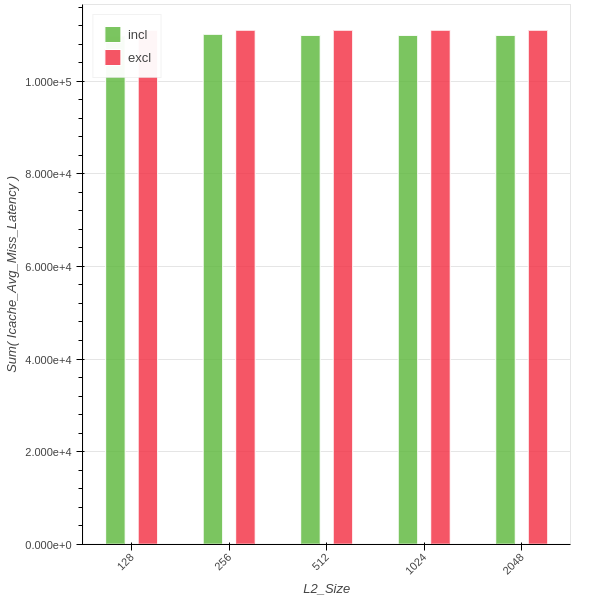 incl
excl
1.000e+5
8.000e+4
6.000e+4
4.000e+4
2.000e+4
0.000e+0
Sum( Icache_Avg_Miss_Latency )
128
256
512
1024
2048
L2_Size